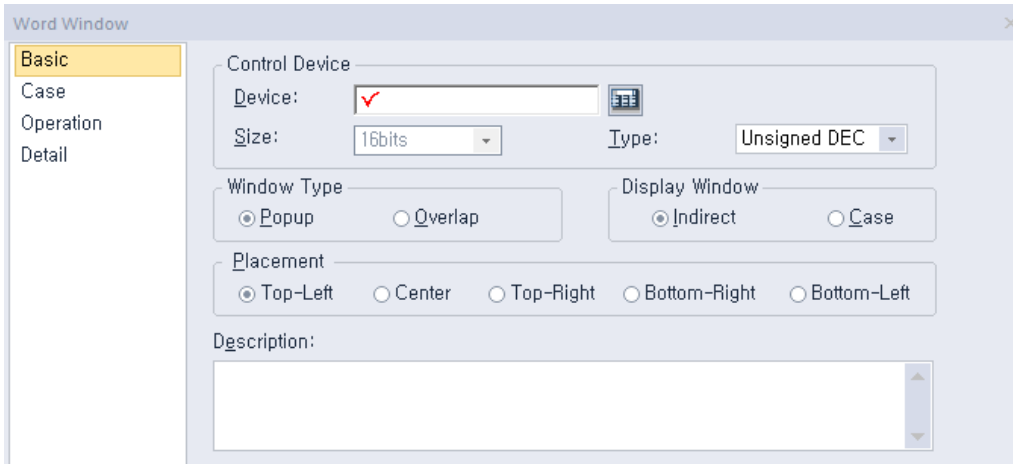 Word Window
Basic
Case
Operation
Detail
Control Device
Device:
Size: 16bits Type: Unsigned DEC
Window Type
Popup Overlap
Display Window
Indirect Case
Placement
Top-Left Center Top-Right Bottom-Right Bottom-Left
Description: